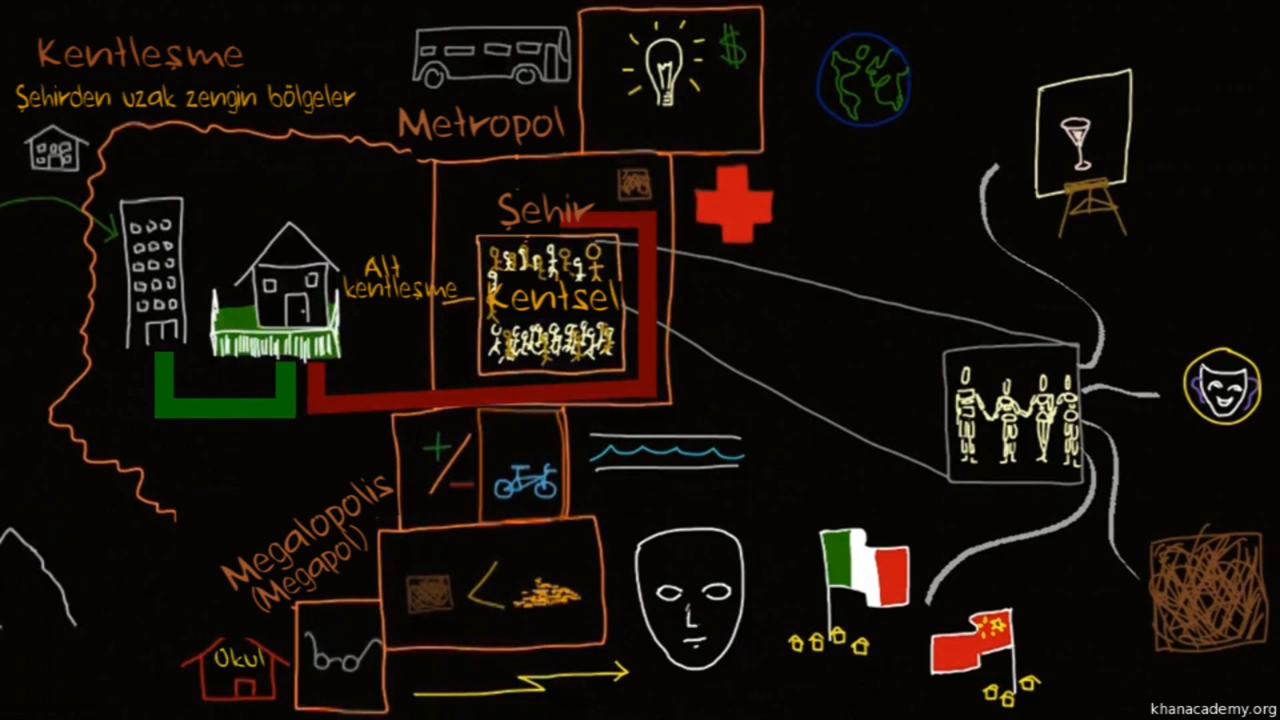 Kentleşme
Şehirden uzak zengin bölgeler
$
Metropol
Şehir
Alt
kentleşme
Kentsel
+/-
<
Megalopolis
(Megapol)
Okul
khanacademy.org